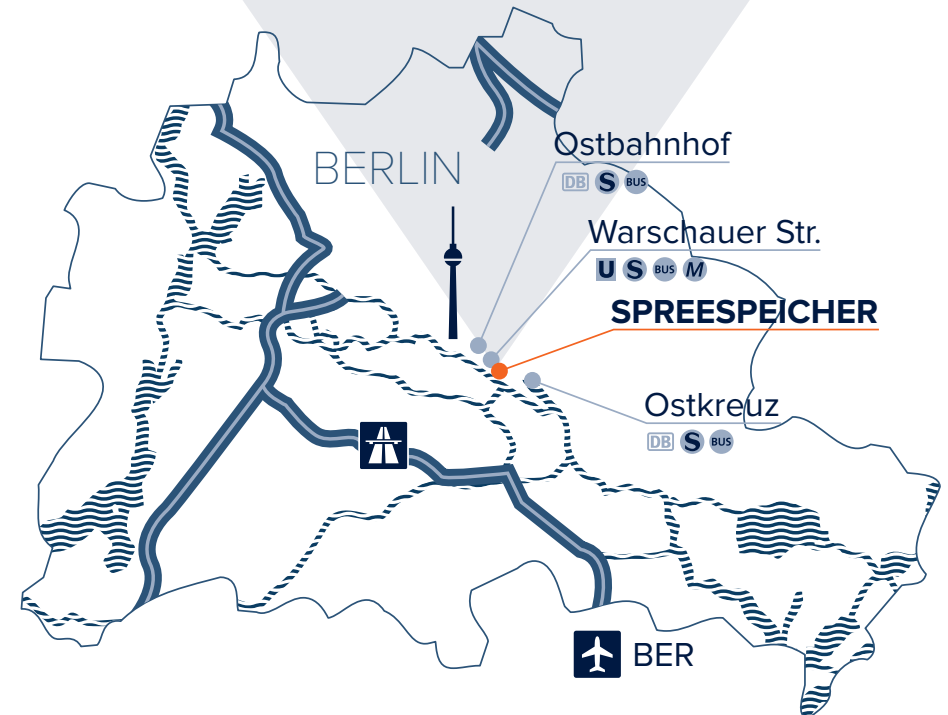 Ostbahnhof
DB S BUS
BERLIN
Warschauer Str.
U S BUS M
SPREESPEICHER
Ostkreuz
DB S BUS
BER